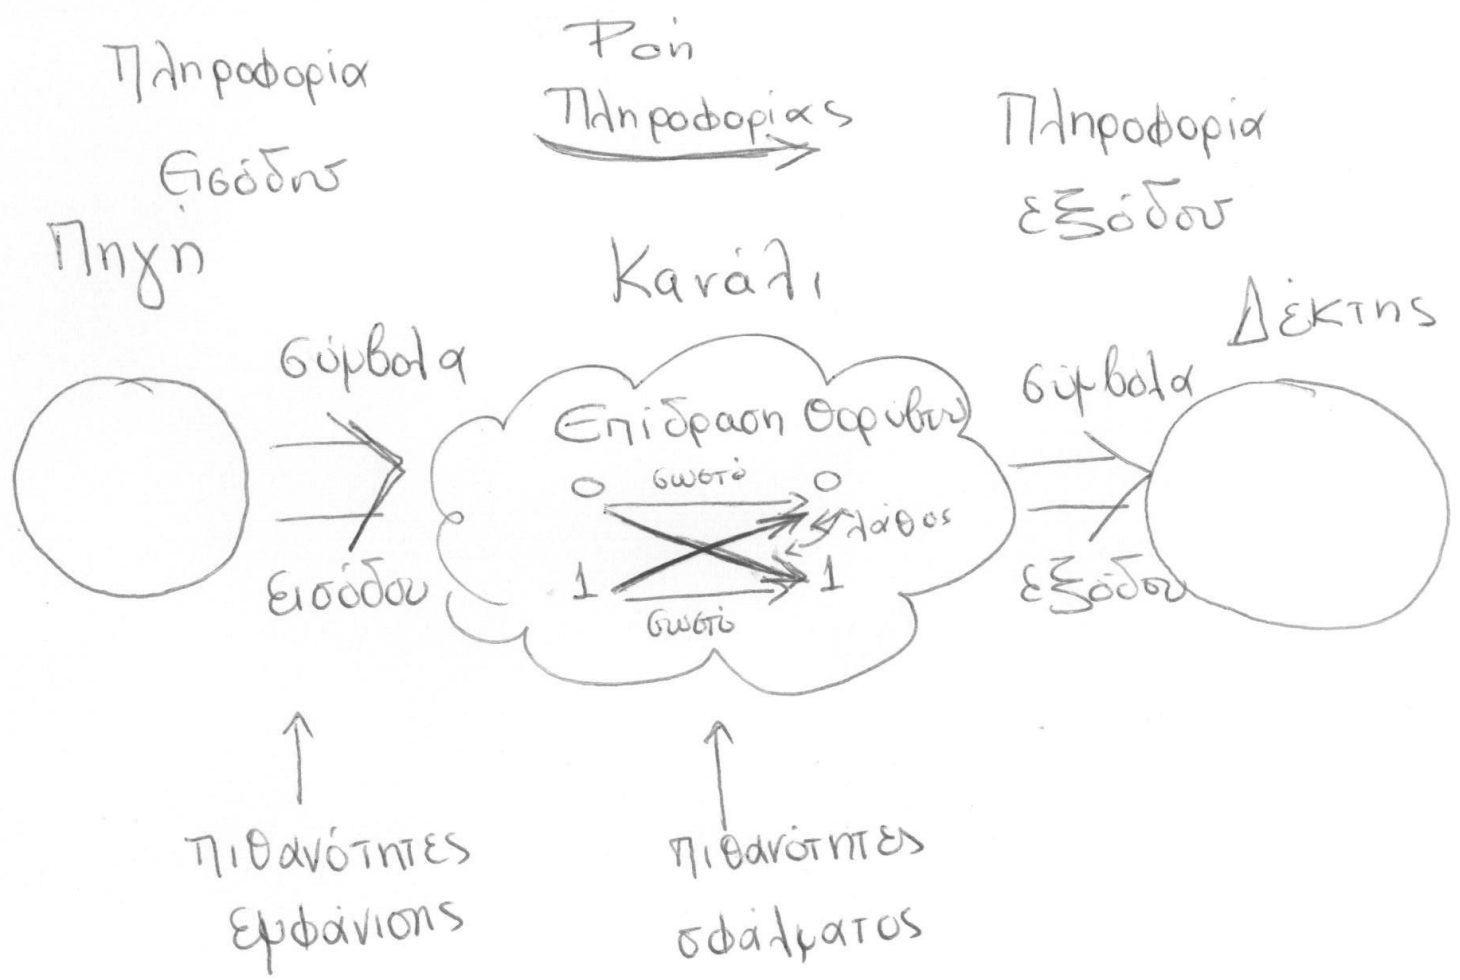 Πληροφορία
Εισόδου
Πηγή
Ροή
Πληροφορίας
Πληροφορία
εξόδου
Κανάλι
Δέκτης
σύμβολα
εισόδου
Επίδραση Θορύβου
0 σωστό 0
λάθος
1 1
σωστό
σύμβολα
εξόδου
πιθανότητες
εμφάνισης
πιθανότητες
σφάλματος